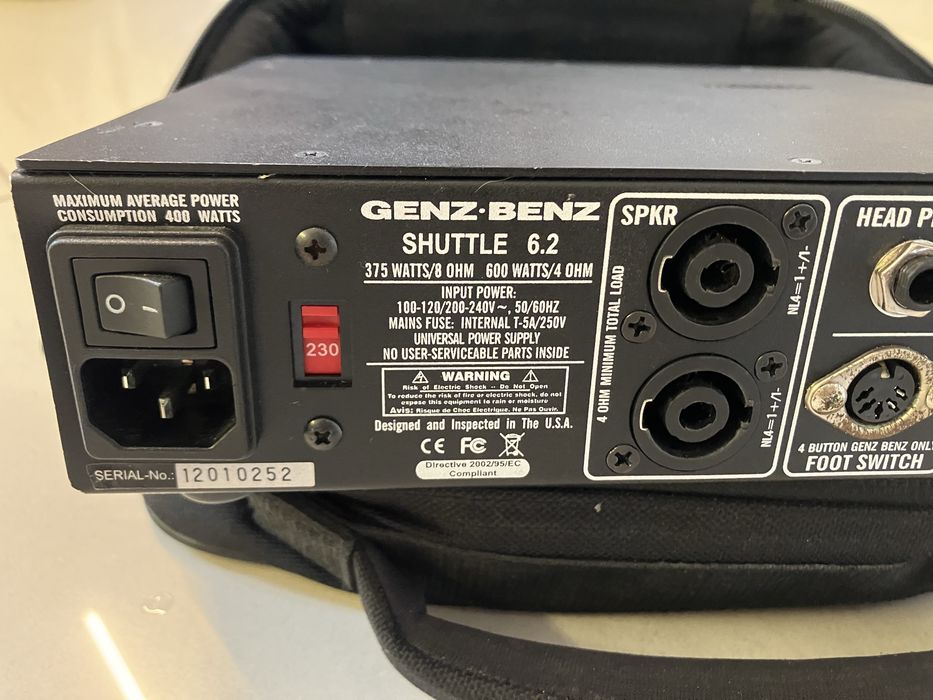 MAXIMUM AVERAGE POWER
CONSUMPTION 400 WATTS
O I
230
SERIAL-No.: 12010252
GENZ·BENZ
SHUTTLE 6.2
375 WATTS/8 OHM 600 WATTS/4 OHM
INPUT POWER:
100-120/200-240V~, 50/60HZ
MAINS FUSE: INTERNAL T-5A/250V
UNIVERSAL POWER SUPPLY
NO USER-SERVICEABLE PARTS INSIDE
WARNING
Risk of Electric Shock -- Do Not Open
To reduce the risk of fire or electric shock, do not
expose this equipment to rain or moisture
Avis: Risque de Choc Electrique. Ne Pas Ouvrir.
Designed and Inspected in The U.S.A.
CE FC
Directive 2002/95/EC
Compliant
SPKR
4 OHM MINIMUM TOTAL LOAD
NL4=1+/1-
NL4=1+/1-
HEAD P
4 BUTTON GENZ BENZ ONLY
FOOT SWITCH